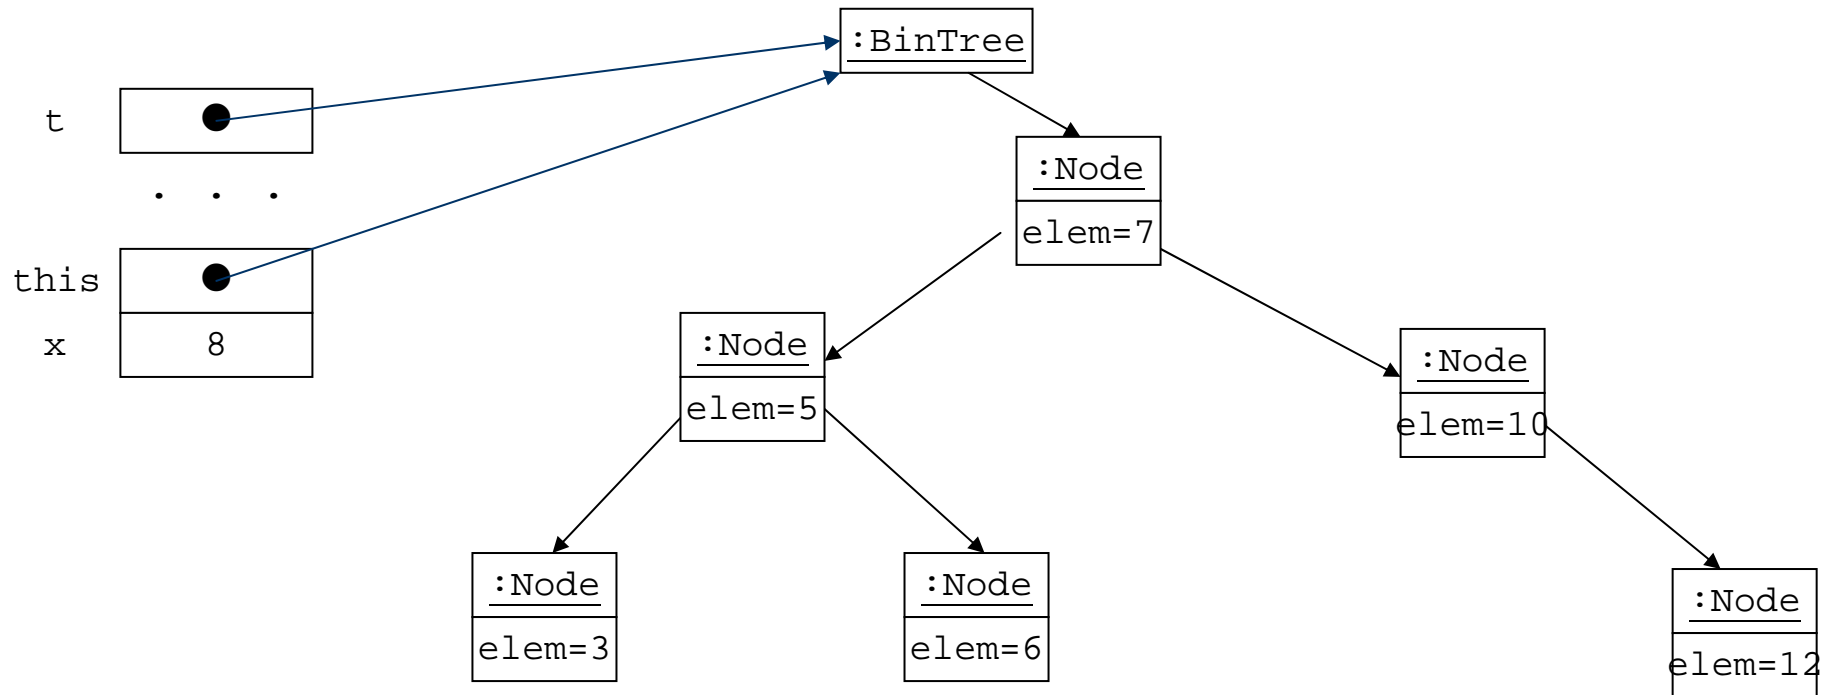 :BinTree
t
. . .
this
x 8
:Node
elem=7
:Node
elem=5
:Node
elem=10
:Node
elem=3
:Node
elem=6
:Node
elem=12